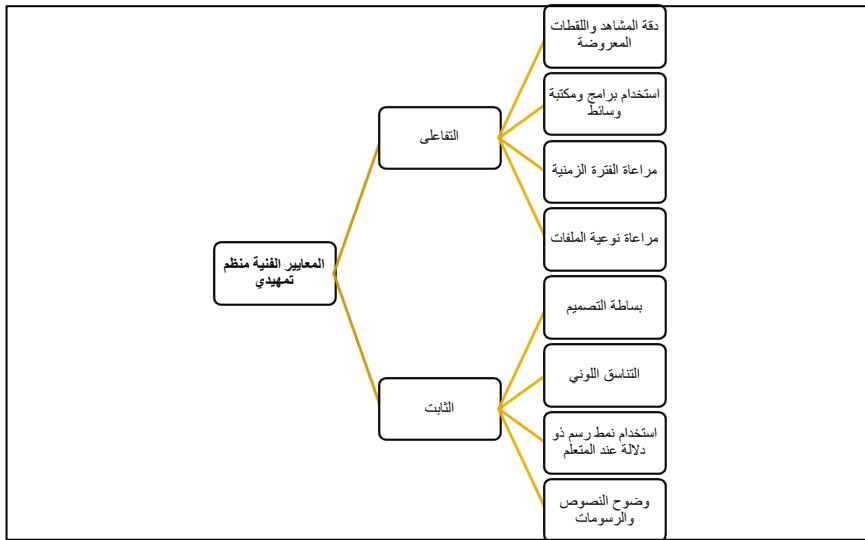 المعايير الفنية منظم
تمهيدي
التفاعلى
دقة المشاهد واللقطات
المعروضة
استخدام برامج ومكتبة
وسائط
مراعاة الفترة الزمنية
مراعاة نوعية الملفات
الثابت
بساطة التصميم
التناسق اللوني
استخدام نمط رسم ذو
دلالة عند المتعلم
وضوح النصوص
والرسومات